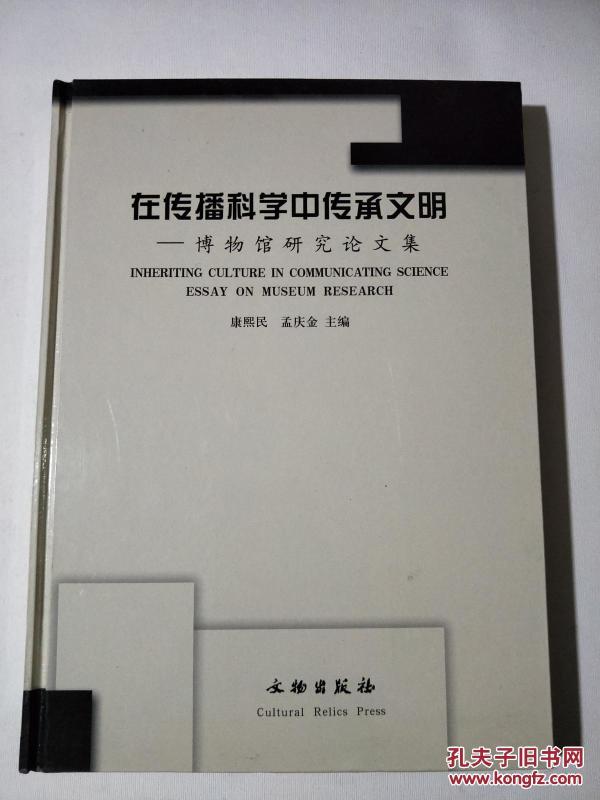 在传播科学中传承文明
——博物馆研究论文集
INHERITING CULTURE IN COMMUNICATING SCIENCE
ESSAY ON MUSEUM RESEARCH
康熙民 孟庆金 主编
文物出版社
Cultural Relics Press
孔夫子旧书网
www.kongfz.com